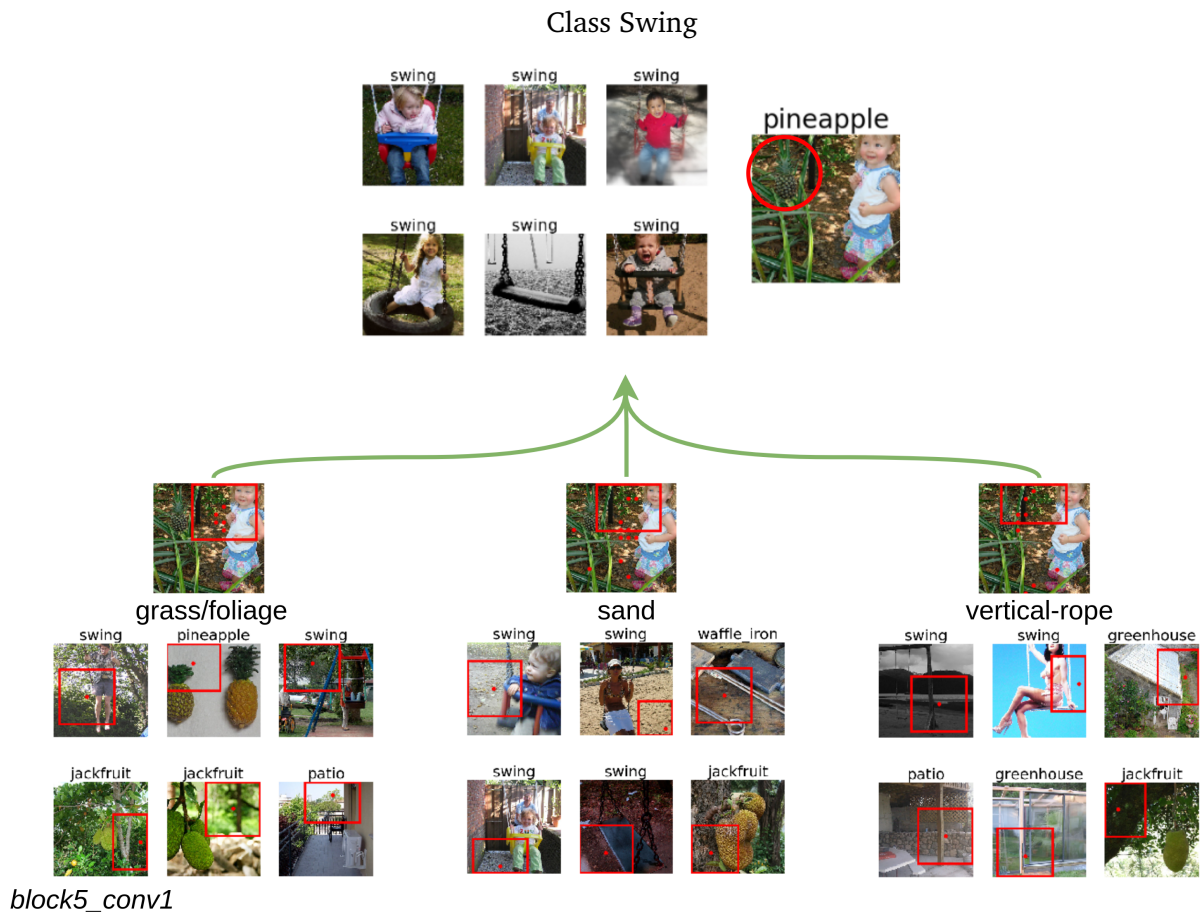 Class Swing
swing swing swing
pineapple
swing swing swing
grass/foliage sand vertical-rope
swing pineapple swing swing swing waffle_iron swing swing greenhouse
jackfruit jackfruit patio swing swing jackfruit patio greenhouse jackfruit
block5_conv1